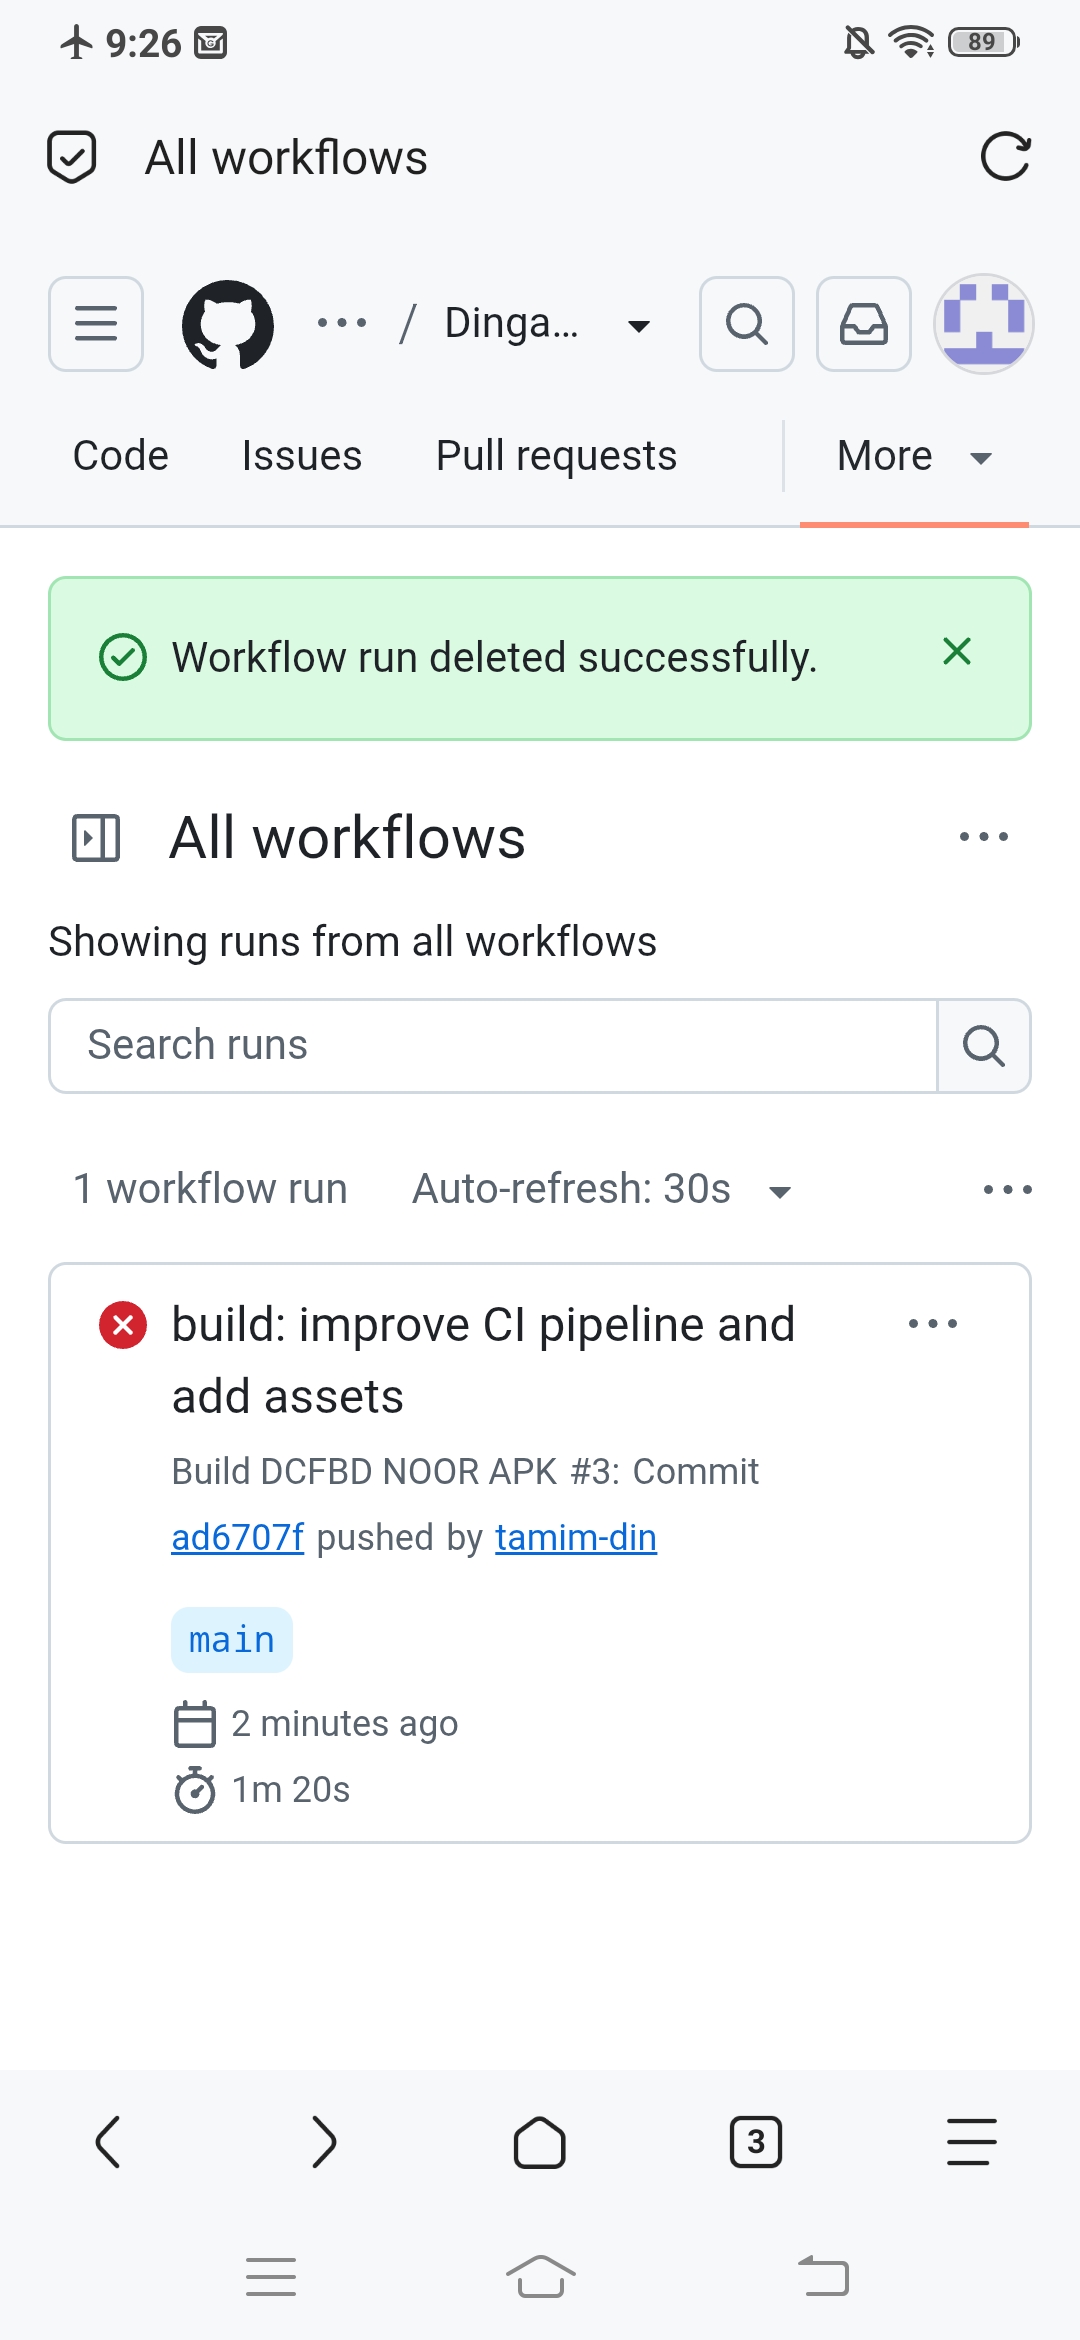 9:26
89
All workflows
/ Dinga...
Code Issues Pull requests More
Workflow run deleted successfully.
All workflows
Showing runs from all workflows
Search runs
1 workflow run Auto-refresh: 30s
build: improve CI pipeline and
add assets
Build DCFBD NOOR APK #3: Commit
ad6707f pushed by tamim-din
main
2 minutes ago
1m 20s
3